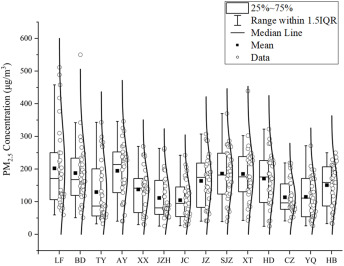 25%~75%
Range within 1.5IQR
Median Line
Mean
Data
PM2.5 Concentration (μg/m³)
600
500
400
300
200
100
0
LF BD TY AY XX JZH JC JZ SJZ XT HD CZ YQ HB